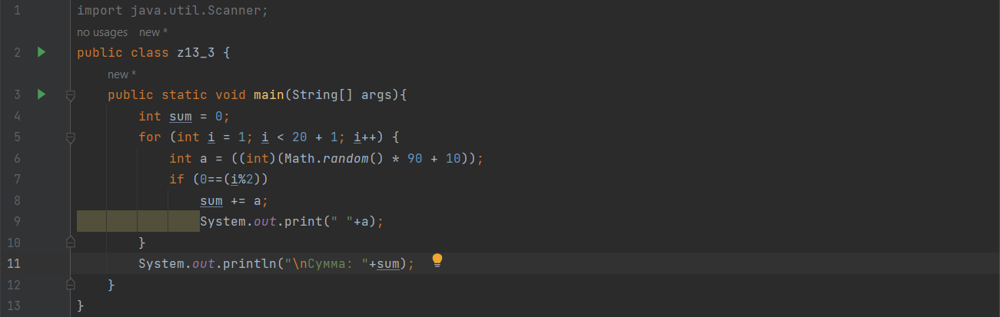 1 import java.util.Scanner;
no usages new *
2 public class z13_3 {
new *
3 public static void main(String[] args){
4 int sum = 0;
5 for (int i = 1; i < 20 + 1; i++) {
6 int a = ((int)(Math.random() * 90 + 10));
7 if (0==(i%2))
8 sum += a;
9 System.out.print(" "+a);
10 }
11 System.out.println("\nСумма: "+sum);
12 }
13 }